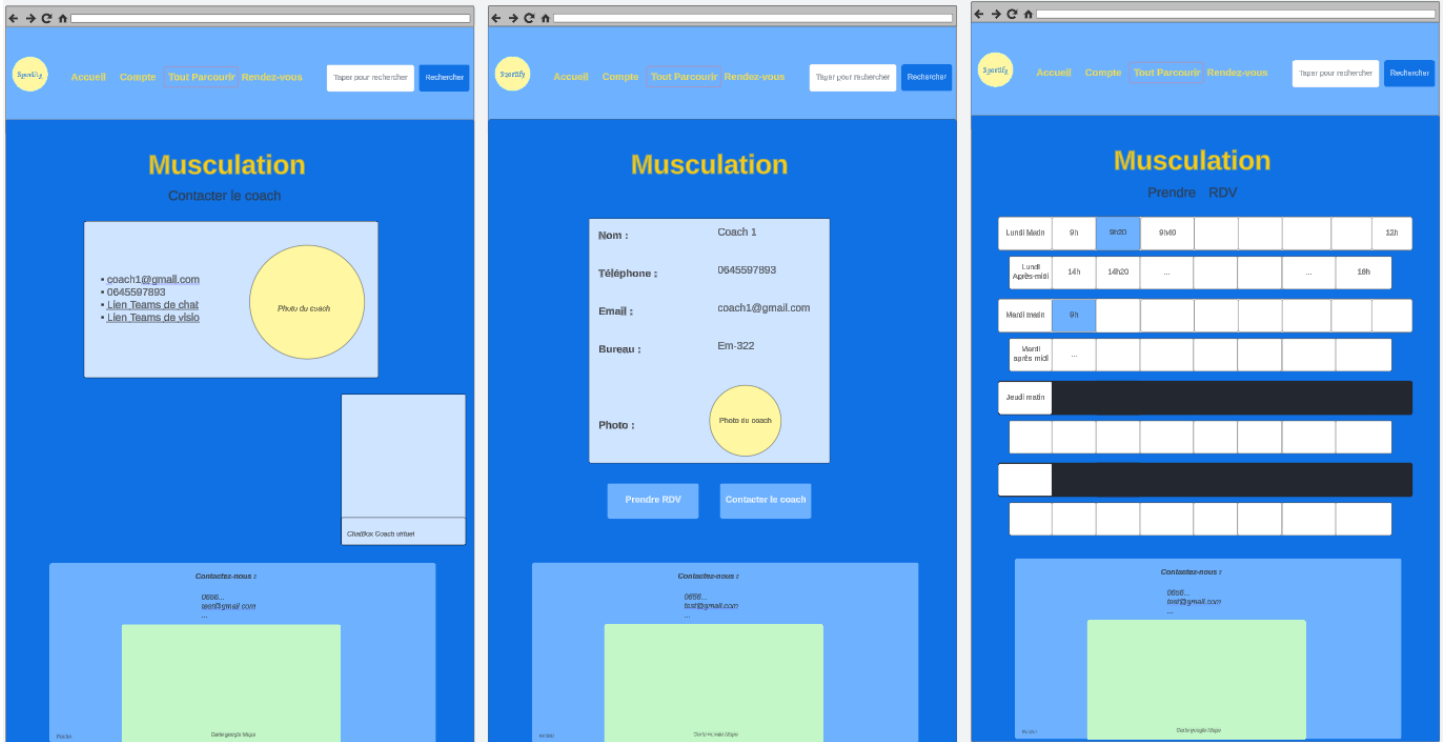 Sportify
Accueil
Compte
Tout Parcourir
Rendez-vous
Taper pour rechercher
Rechercher
Musculation
Contacter le coach
• coach1@gmail.com
• 0645597893
• Lien Teams de chat
• Lien Teams de visio
Photo du coach
ChatBox Coach virtuel
Contactez-nous :
0656...
test@gmail.com
...
Carte google Maps
Sportify
Accueil
Compte
Tout Parcourir
Rendez-vous
Taper pour rechercher
Rechercher
Musculation
Nom :
Coach 1
Téléphone :
0645597893
Email :
coach1@gmail.com
Bureau :
Em-322
Photo :
Photo du coach
Prendre RDV
Contacter le coach
Contactez-nous :
0656...
test@gmail.com
...
Carte google Maps
Sportify
Accueil
Compte
Tout Parcourir
Rendez-vous
Taper pour rechercher
Rechercher
Musculation
Prendre RDV
Lundi Matin 9h 9h20 9h40 12h
Lundi
Après-midi
14h 14h20 ... ... 18h
Mardi matin 9h
Mardi
après midi
...
Jeudi matin
Contactez-nous :
0656...
test@gmail.com
...
Carte google Maps